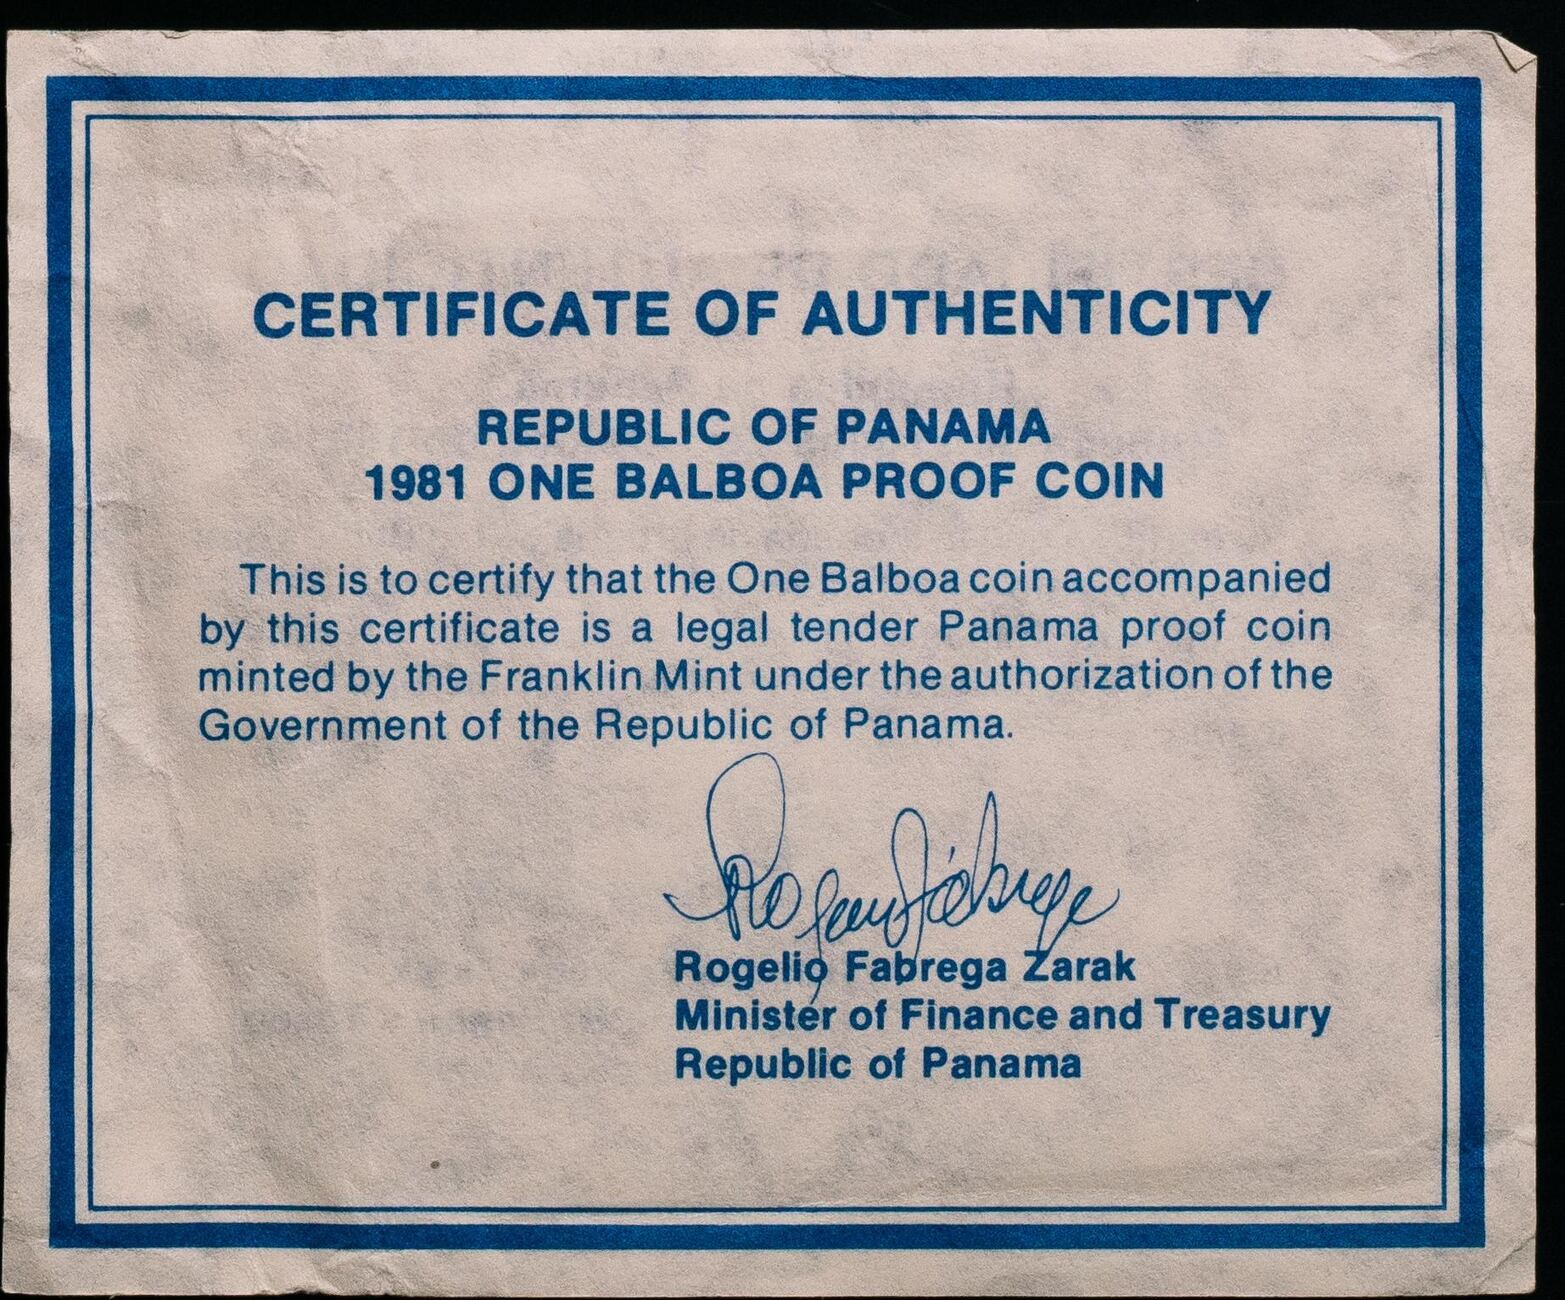 CERTIFICATE OF AUTHENTICITY
REPUBLIC OF PANAMA
1981 ONE BALBOA PROOF COIN
This is to certify that the One Balboa coin accompanied
by this certificate is a legal tender Panama proof coin
minted by the Franklin Mint under the authorization of the
Government of the Republic of Panama.
Rogelio Fábrega
Rogelio Fabrega Zarak
Minister of Finance and Treasury
Republic of Panama